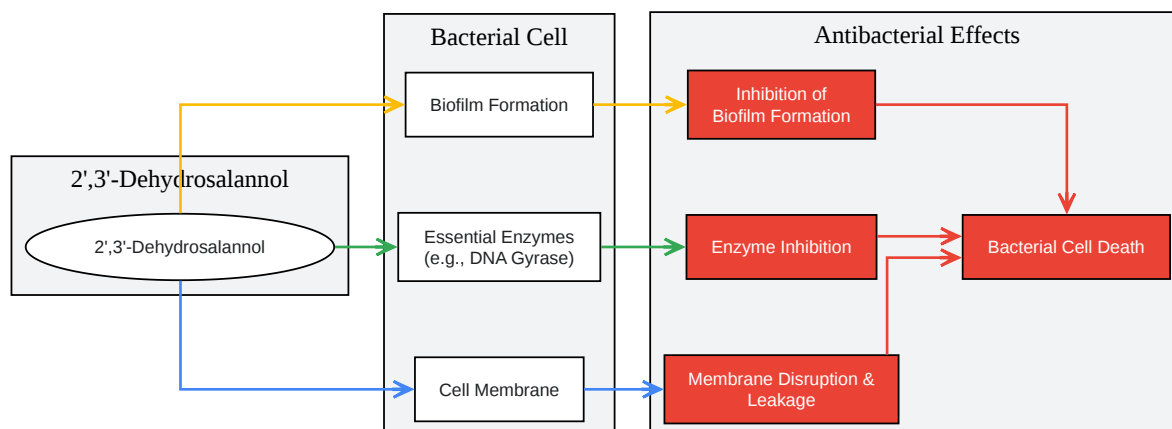 Bacterial Cell
Antibacterial Effects
Biofilm Formation
Inhibition of
Biofilm Formation
2',3'-Dehydrosalannol
2',3'-Dehydrosalannol
Essential Enzymes
(e.g., DNA Gyrase)
Enzyme Inhibition
Bacterial Cell Death
Cell Membrane
Membrane Disruption &
Leakage